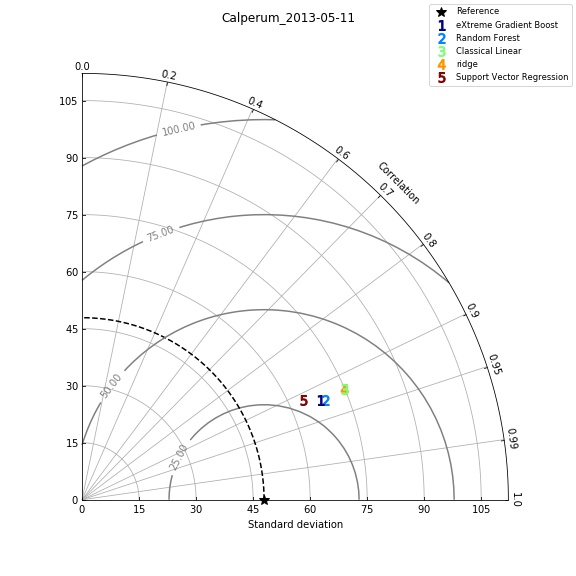 Calperum_2013-05-11
Reference
1 eXtreme Gradient Boost
2 Random Forest
3 Classical Linear
4 ridge
5 Support Vector Regression
0.0
0.2
0.4
0.6
Correlation
0.7
0.8
0.9
0.95
0.99
1.0
105
90
75
60
45
30
15
0
100.00
75.00
50.00
25.00
5 1 2
4
0 15 30 45 60 75 90 105
Standard deviation